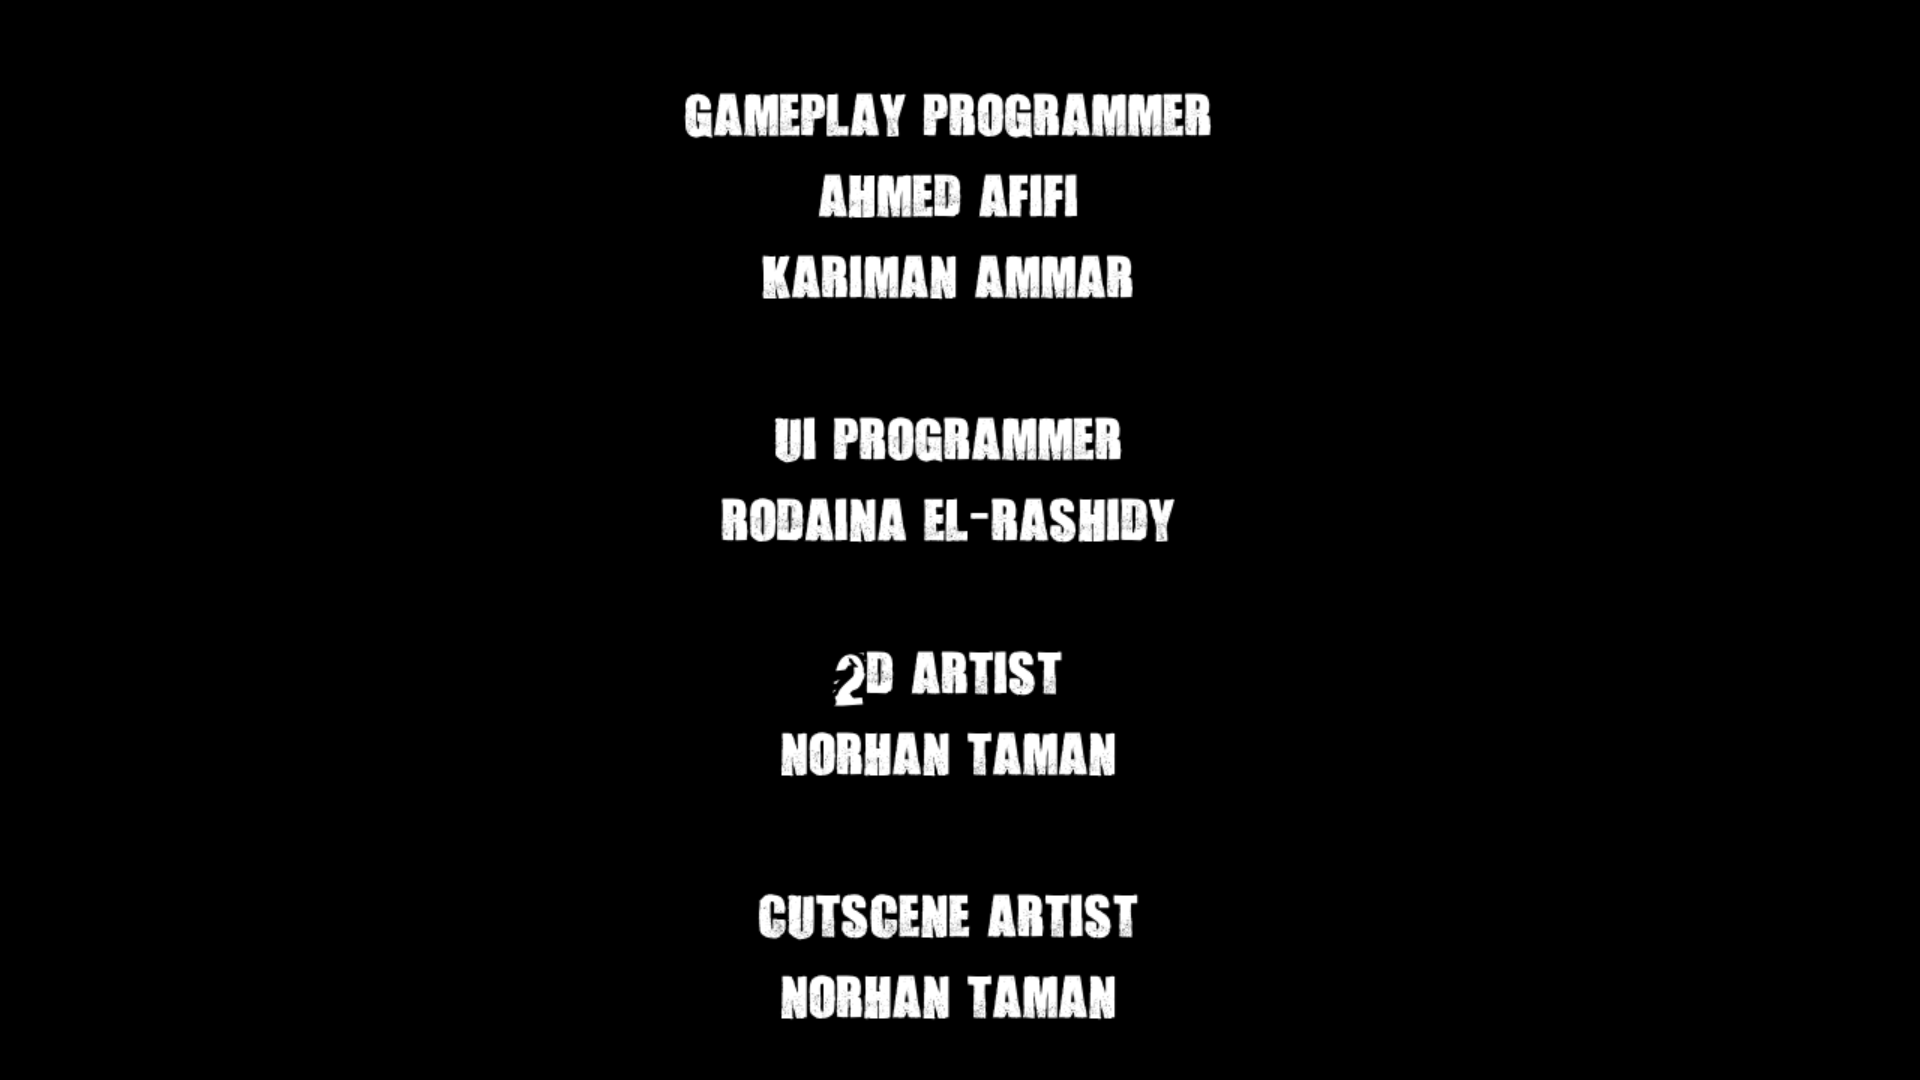 GAMEPLAY PROGRAMMER
AHMED AFIFI
KARIMAN AMMAR
UI PROGRAMMER
RODAINA EL-RASHIDY
2D ARTIST
NORHAN TAMAN
CUTSCENE ARTIST
NORHAN TAMAN